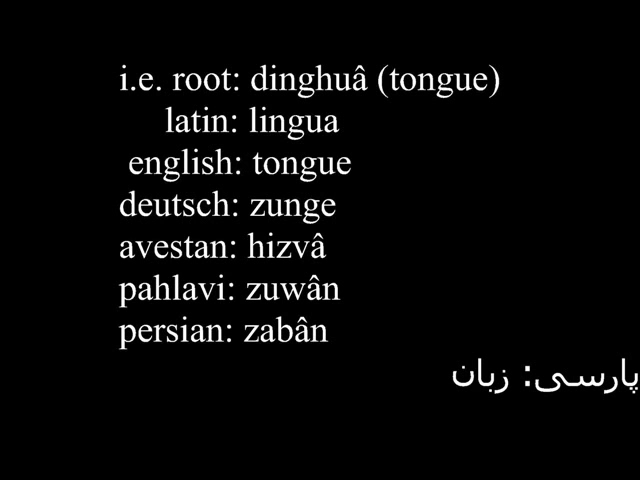 i.e. root: dinghuâ (tongue)
latin: lingua
english: tongue
deutsch: zunge
avestan: hizvâ
pahlavi: zuwân
persian: zabân
پارسی: زبان